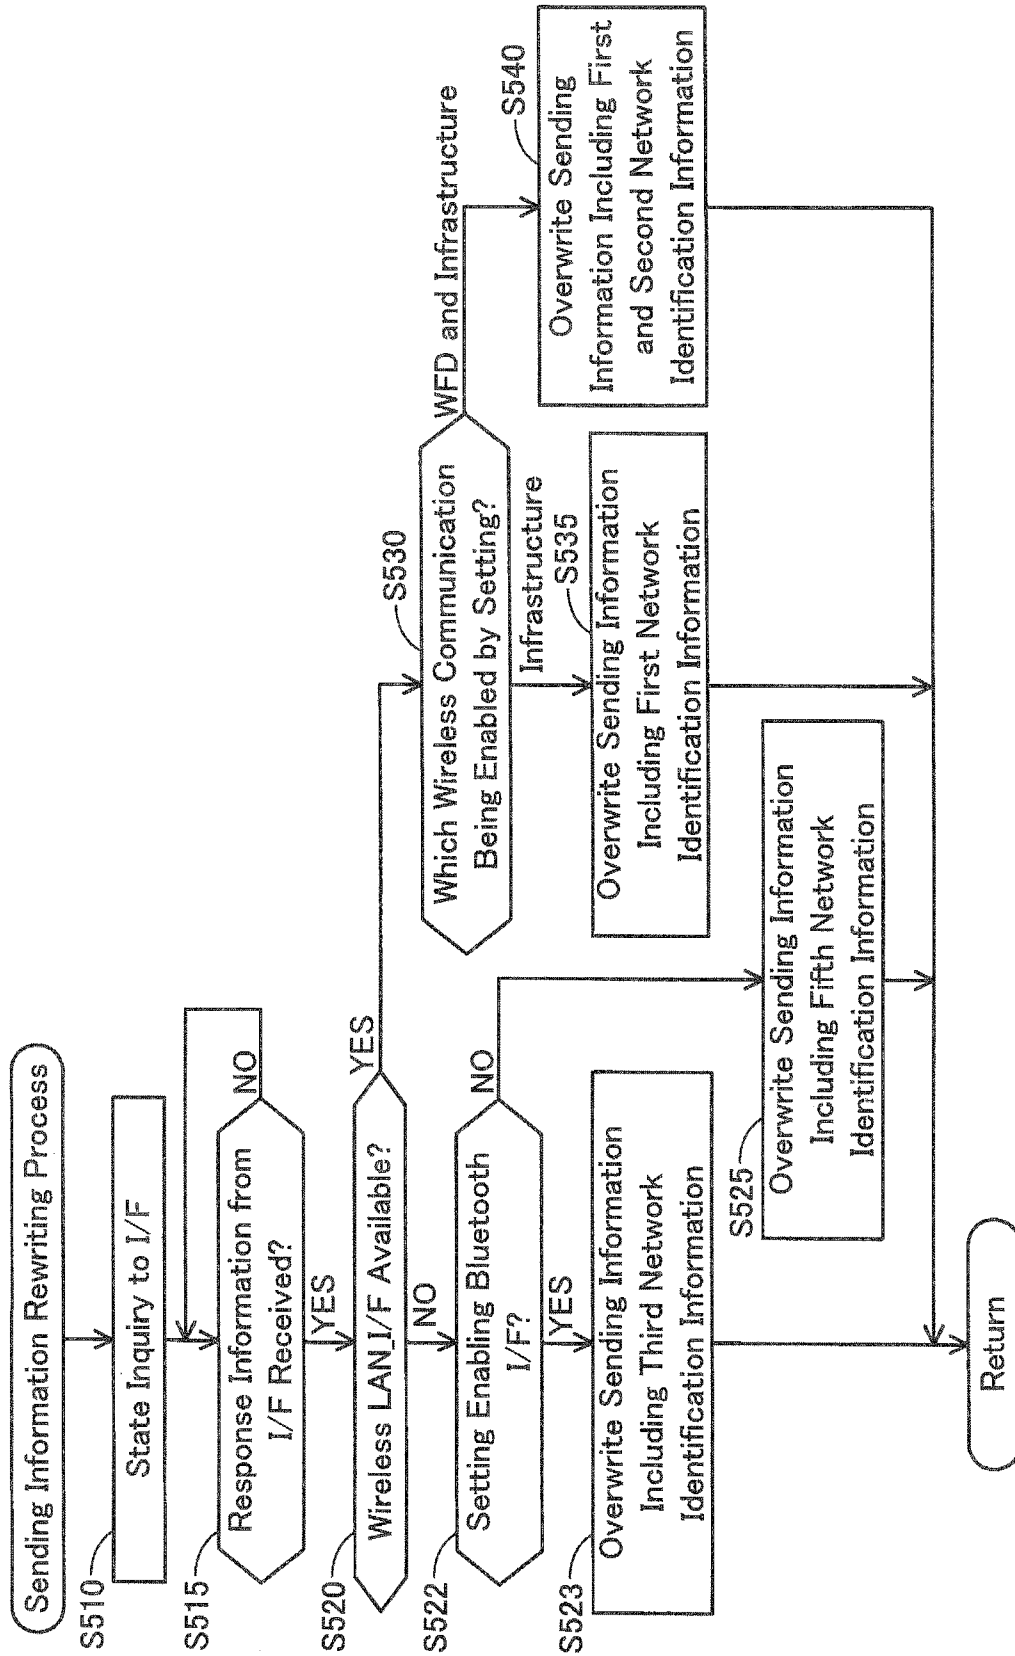 Sending Information Rewriting Process
S510
State Inquiry to I/F
S515
Response Information from
I/F Received?
NO
YES
S520
Wireless LAN_I/F Available?
YES
NO
S522
Setting Enabling Bluetooth
I/F?
NO
YES
S523
Overwrite Sending Information
Including Third Network
Identification Information
S525
Overwrite Sending Information
Including Fifth Network
Identification Information
S530
Which Wireless Communication
Being Enabled by Setting?
WFD and Infrastructure
Infrastructure
S535
Overwrite Sending Information
Including First Network
Identification Information
S540
Overwrite Sending
Information Including First
and Second Network
Identification Information
Return